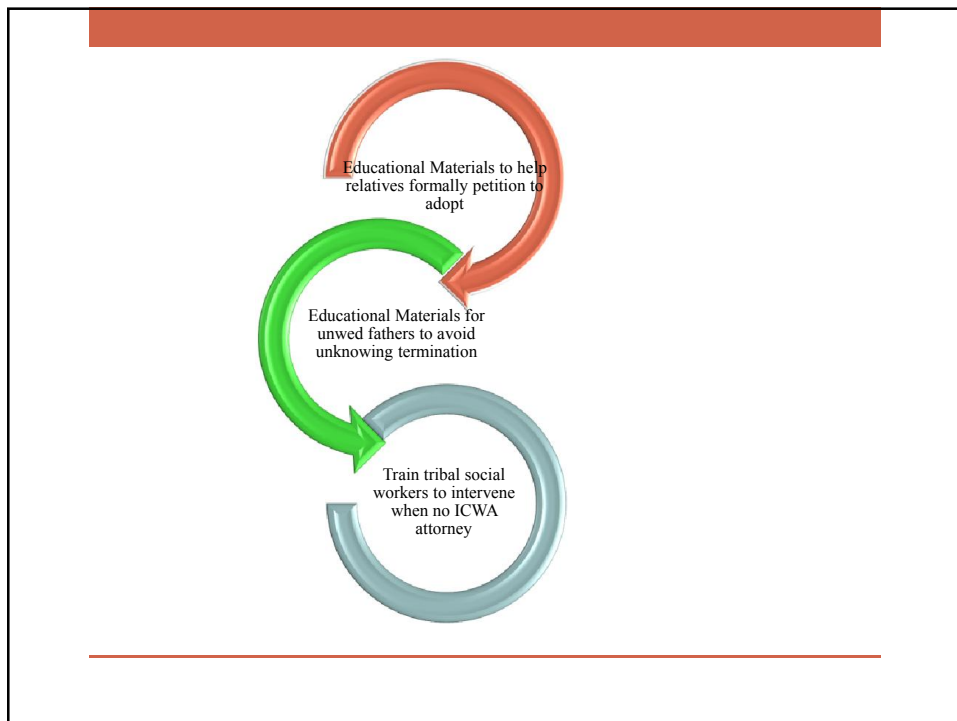 Educational Materials to help
relatives formally petition to
adopt
Educational Materials for
unwed fathers to avoid
unknowing termination
Train tribal social
workers to intervene
when no ICWA
attorney